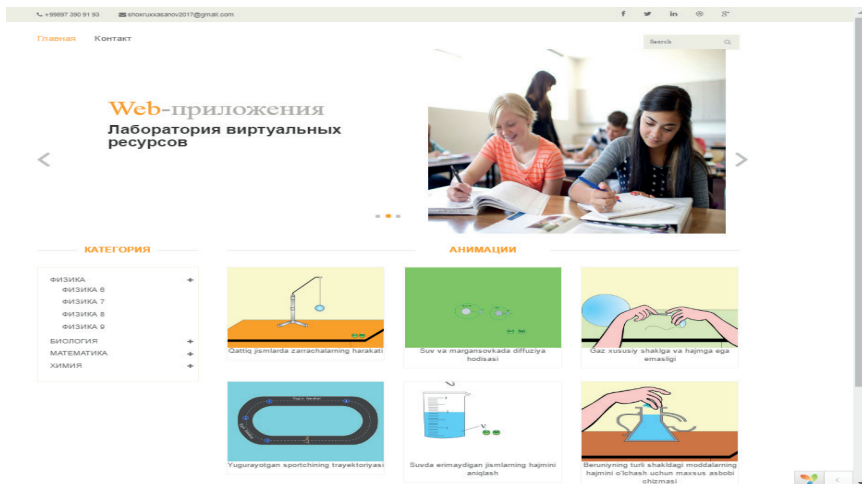 +99897 390 91 93 shoxruxxasanov2017@gmail.com
Главная Контакт
Search
Web-приложения
Лаборатория виртуальных
ресурсов
КАТЕГОРИЯ
АНИМАЦИИ
ФИЗИКА
ФИЗИКА 6
ФИЗИКА 7
ФИЗИКА 8
ФИЗИКА 9
БИОЛОГИЯ
МАТЕМАТИКА
ХИМИЯ
Qattiq jismlarda zarrachalarning harakati
Suv va margansovkada diffuziya
hodisasi
Gaz xususiy shaklga va hajmga ega
emasligi
Yugurayotgan sportchining trayektoriyasi
Suvda erimaydigan jismlarning hajmini
aniqlash
Beruniyning turli shakldagi moddalarning
hajmini o'lchash uchun maxsus asbobi
chizmasi